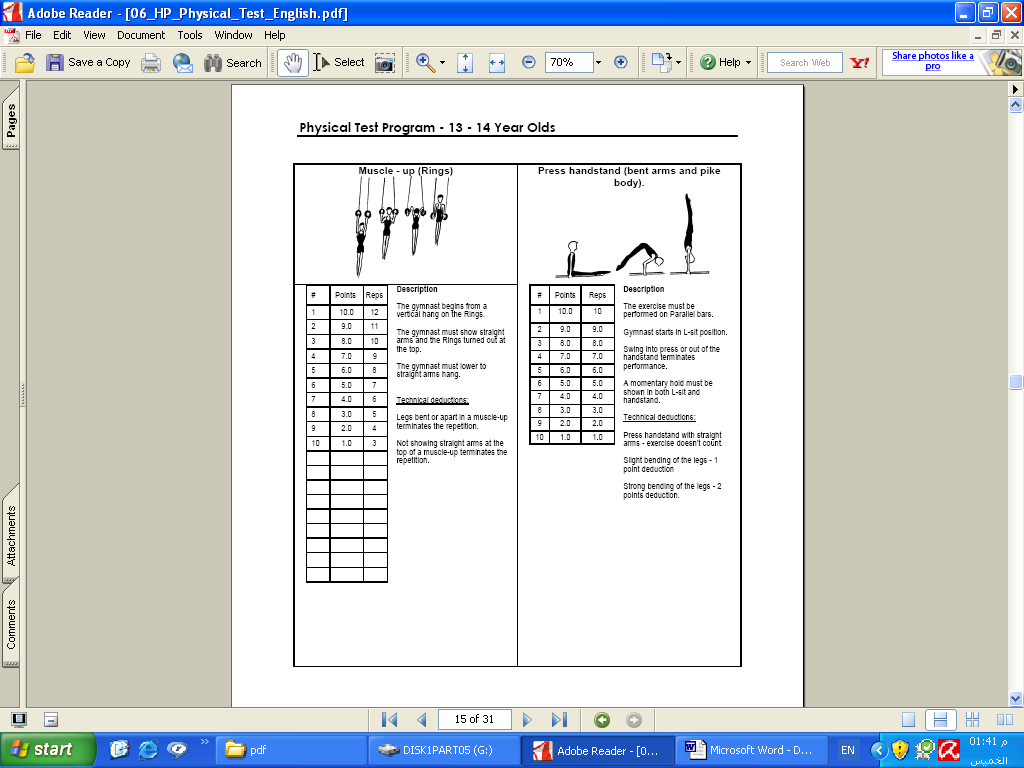 Adobe Reader - [06_HP_Physical_Test_English.pdf]
File Edit View Document Tools Window Help
Save a Copy Search Select 70% Help Search Web Y! Share photos like a
pro
Pages
Attachments
Comments
Physical Test Program - 13 - 14 Year Olds
Muscle - up (Rings)
# Points Reps
1 10.0 12
2 9.0 11
3 8.0 10
4 7.0 9
5 6.0 8
6 5.0 7
7 4.0 6
8 3.0 5
9 2.0 4
10 1.0 3
Description
The gymnast begins from a
vertical hang on the Rings.
The gymnast must show straight
arms and the Rings turned out at
the top.
The gymnast must lower to
straight arms hang.
Technical deductions:
Legs bent or apart in a muscle-up
terminates the repetition.
Not showing straight arms at the
top of a muscle-up terminates the
repetition.
Press handstand (bent arms and pike
body).
# Points Reps
1 10.0 10
2 9.0 9.0
3 8.0 8.0
4 7.0 7.0
5 6.0 6.0
6 5.0 5.0
7 4.0 4.0
8 3.0 3.0
9 2.0 2.0
10 1.0 1.0
Description
The exercise must be
performed on Parallel bars.
Gymnast starts in L-sit position.
Swing into press or out of the
handstand terminates
performance.
A momentary hold must be
shown in both L-sit and
handstand.
Technical deductions:
Press handstand with straight
arms - exercise doesn't count.
Slight bending of the legs - 1
point deduction
Strong bending of the legs - 2
points deduction.
15 of 31
start pdf DISK1PART05 (G:) Adobe Reader - [0... Microsoft Word - D... EN 01:41 م
الخميس